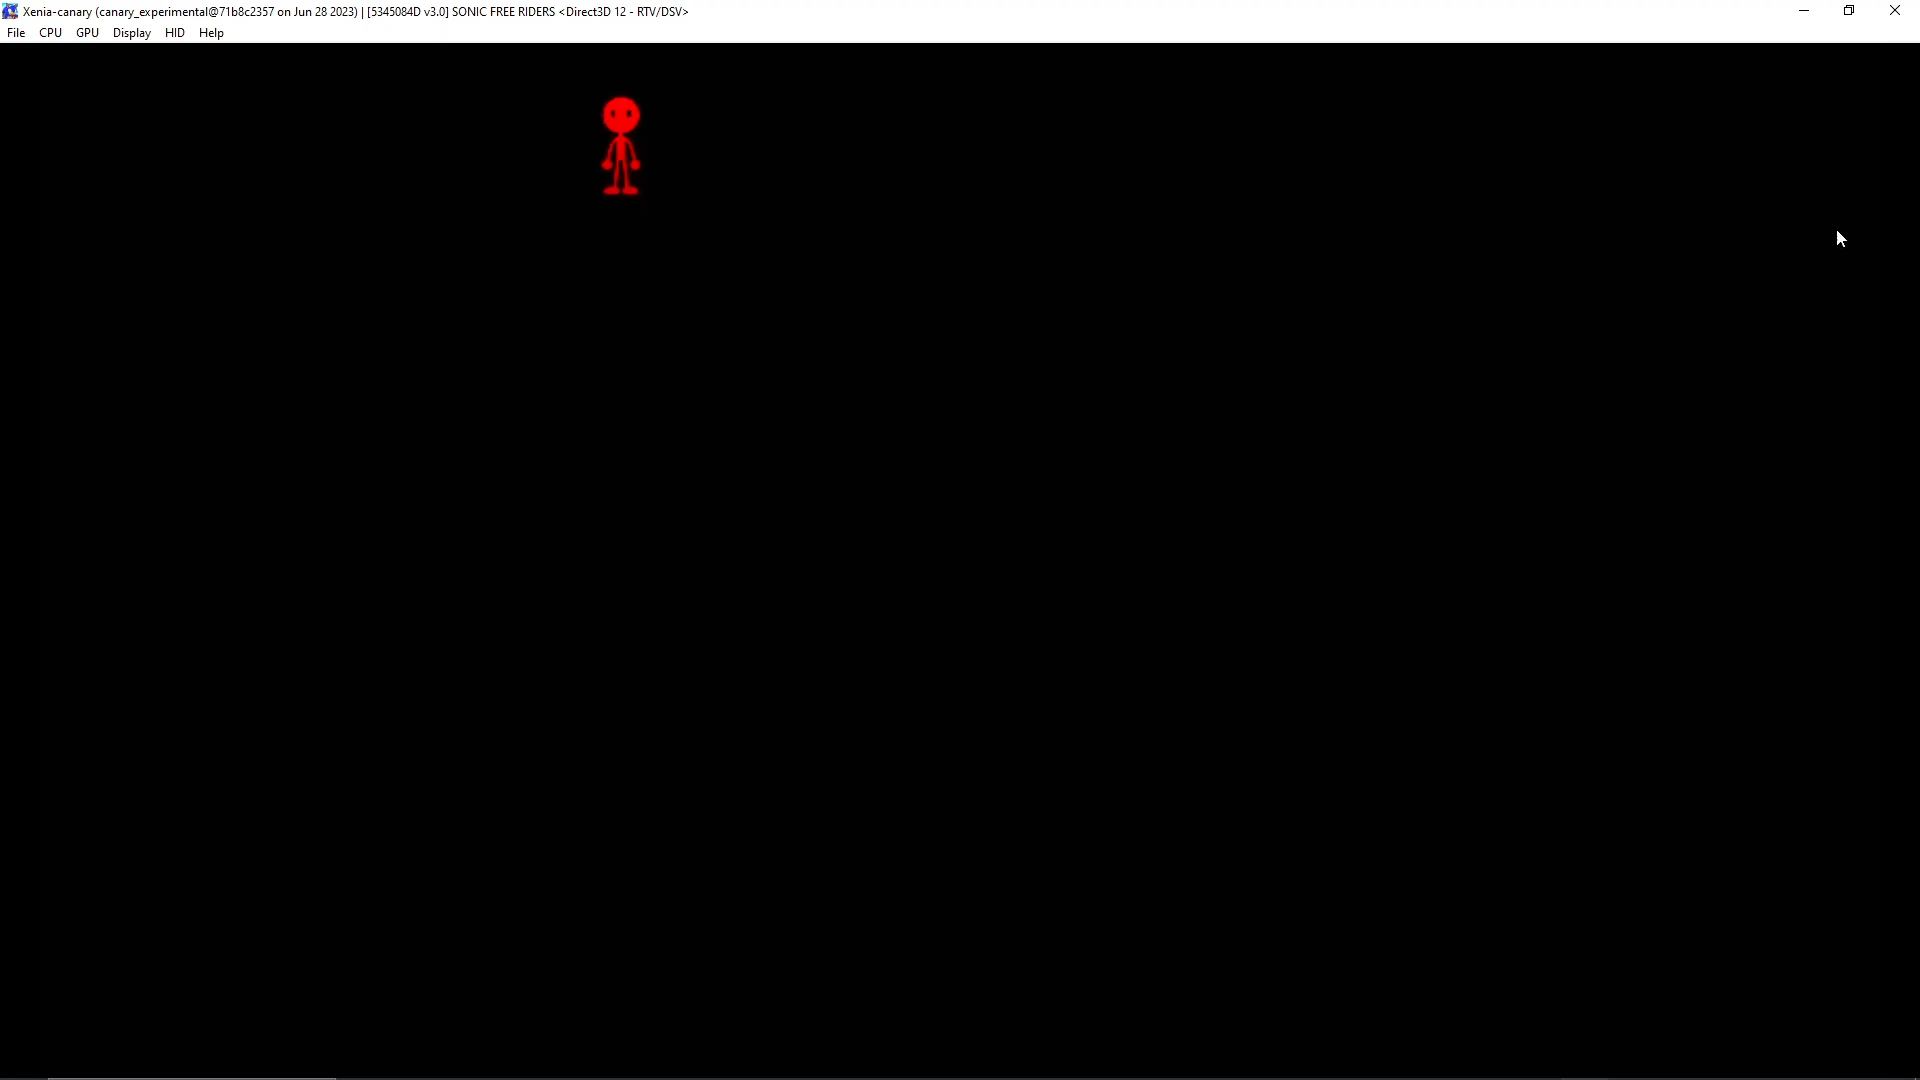 Xenia-canary (canary_experimental@71b8c2357 on Jun 28 2023) | [5345084D v3.0] SONIC FREE RIDERS <Direct3D 12 - RTV/DSV>
File CPU GPU Display HID Help